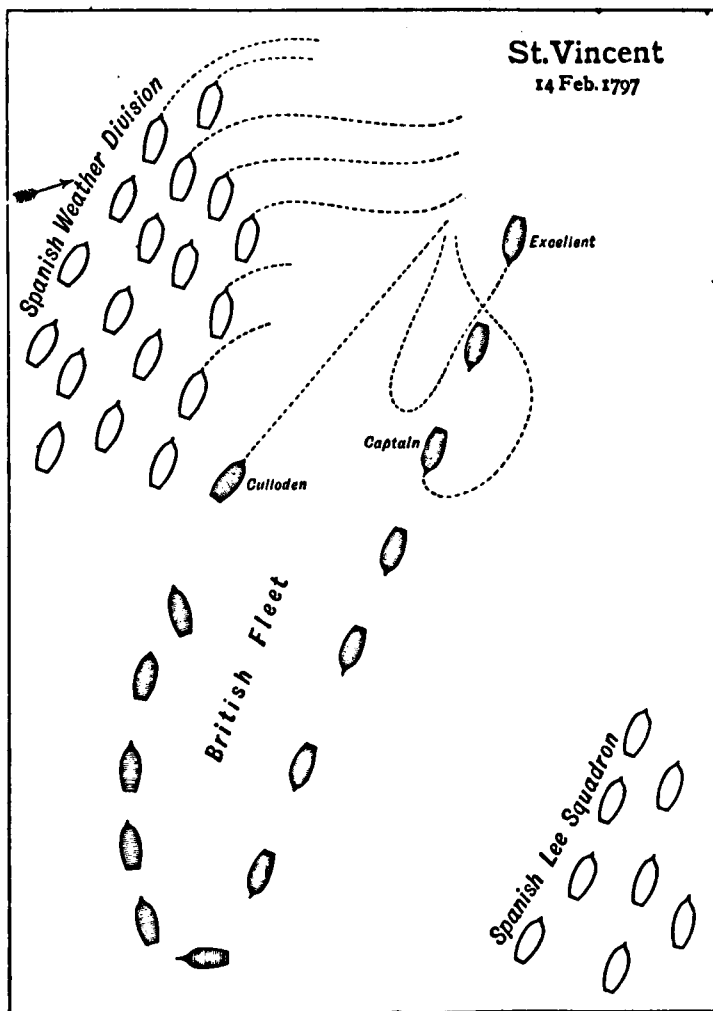 St. Vincent
14 Feb. 1797
Spanish Weather Division
Excellent
Captain
Culloden
British Fleet
Spanish Lee Squadron